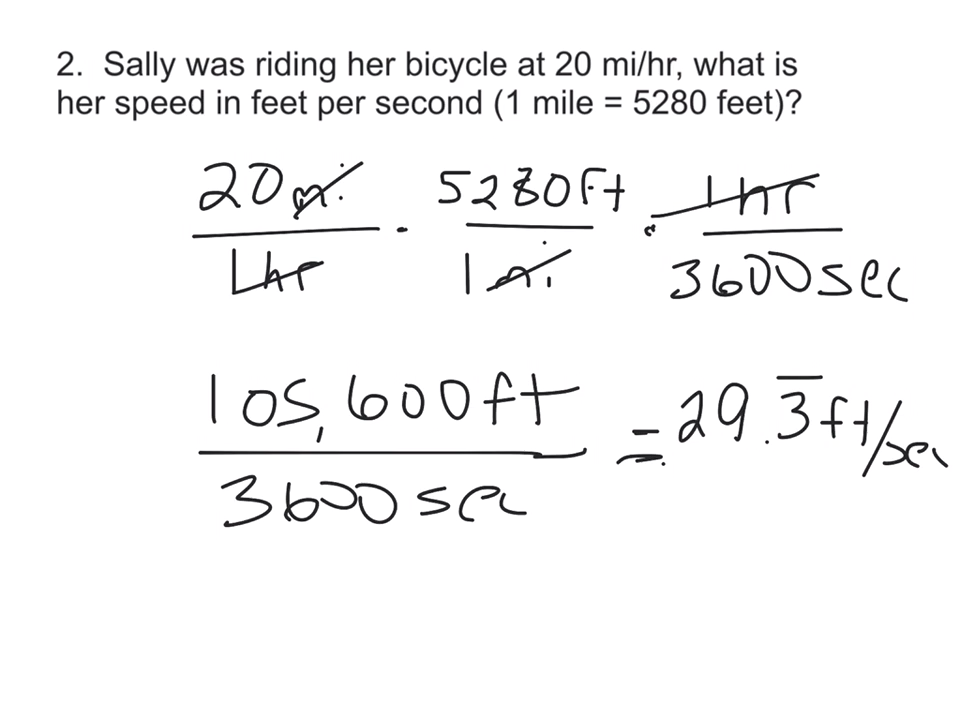 2. Sally was riding her bicycle at 20 mi/hr, what is
her speed in feet per second (1 mile = 5280 feet)?
20 mi / 1 hr · 5280 ft / 1 mi · 1 hr / 3600 sec
105,600 ft / 3600 sec = 29.3̅ ft/sec